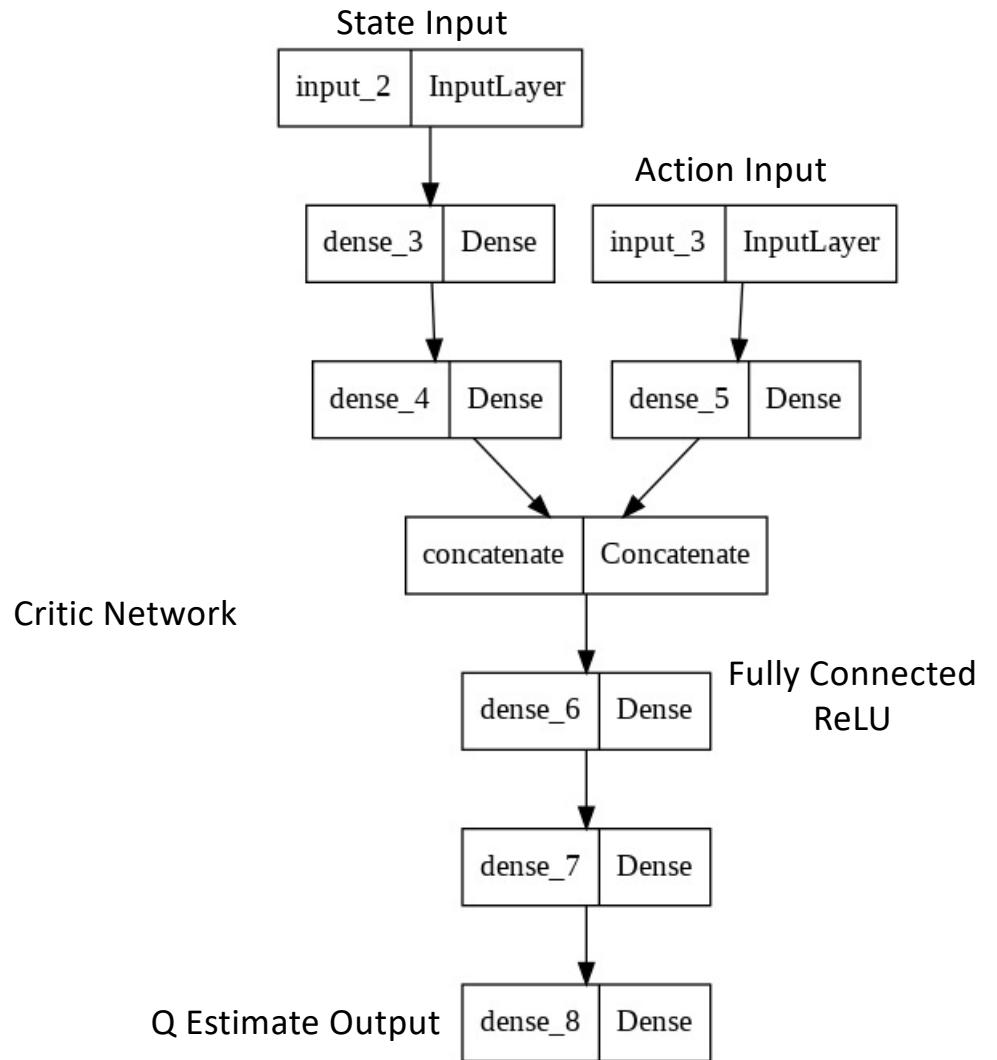 State Input
input_2 InputLayer
Action Input
dense_3 Dense
input_3 InputLayer
dense_4 Dense
dense_5 Dense
concatenate Concatenate
Critic Network
Fully Connected
ReLU
dense_6 Dense
dense_7 Dense
Q Estimate Output
dense_8 Dense